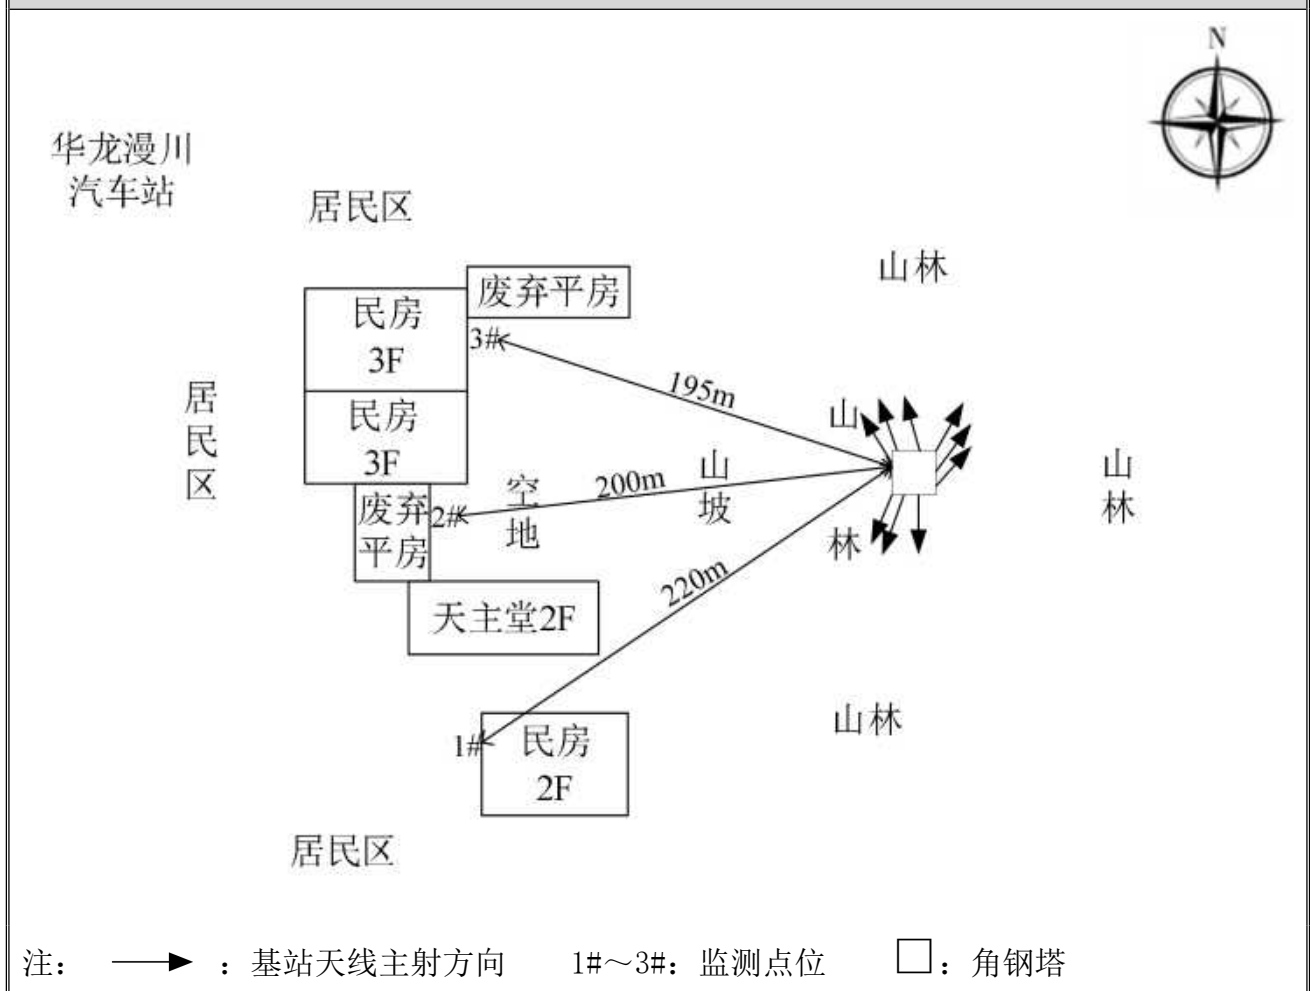 N
华龙漫川
汽车站
居民区
山林
废弃平房
民房
3F
3#
195m
居民区
民房
3F
山
山坡
山林
200m
空地
废弃
平房
2#
林
220m
天主堂2F
山林
1#
民房
2F
居民区
注： ：基站天线主射方向 1#～3#：监测点位 ：角钢塔